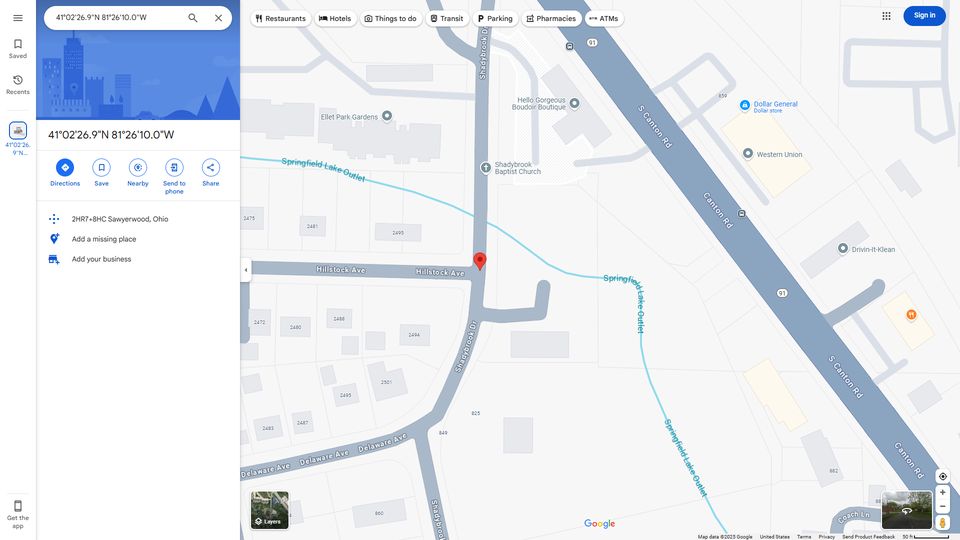 41°02'26.9"N 81°26'10.0"W
Restaurants
Hotels
Things to do
Transit
Parking
Pharmacies
ATMs
Sign in
Saved
Recents
41°02'26.
9"N...
41°02'26.9"N 81°26'10.0"W
Directions
Save
Nearby
Send to
phone
Share
2HR7+8HC Sawyerwood, Ohio
Add a missing place
Add your business
Get the
app
Shadybrook Dr
91
859
Hello Gorgeous
Boudoir Boutique
Dollar General
Dollar store
Ellet Park Gardens
S Canton Rd
Western Union
Springfield Lake Outlet
Shadybrook
Baptist Church
Canton Rd
2475
2481
2493
Drivin-It-Klean
Hillstock Ave
Hillstock Ave
Springfield Lake Outlet
Springfield Lake Outlet
91
2472
2480
2488
2494
Shadybrook Dr
S Canton Rd
2501
2495
825
2483
2487
849
Delaware Ave
Delaware Ave
Delaware Ave
Springfield Lake Outlet
Canton Rd
882
860
Coach Ln
Layers
Google
Map data ©2025 Google
United States
Terms
Privacy
Send Product Feedback
50 ft